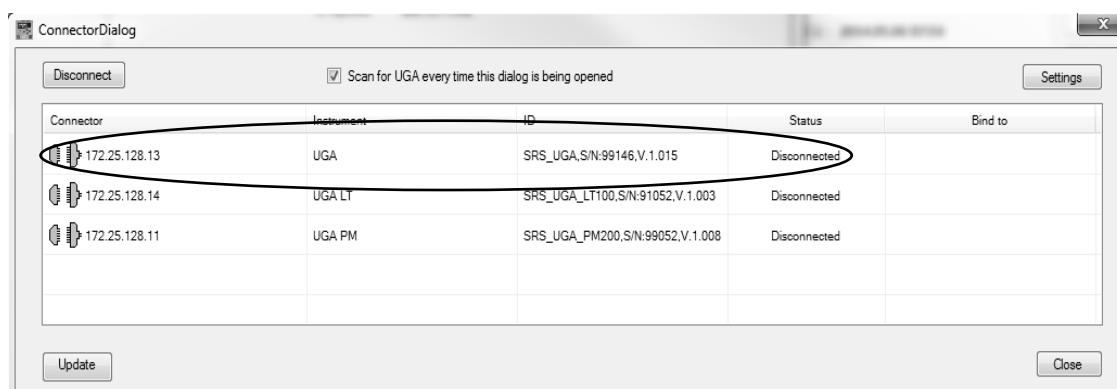 ConnectorDialog
X
Disconnect
Scan for UGA every time this dialog is being opened
Settings
Connector Instrument ID Status Bind to
172.25.128.13 UGA SRS_UGA,S/N:99146,V.1.015 Disconnected
172.25.128.14 UGA LT SRS_UGA_LT100,S/N:91052,V.1.003 Disconnected
172.25.128.11 UGA PM SRS_UGA_PM200,S/N:99052,V.1.008 Disconnected
Update
Close